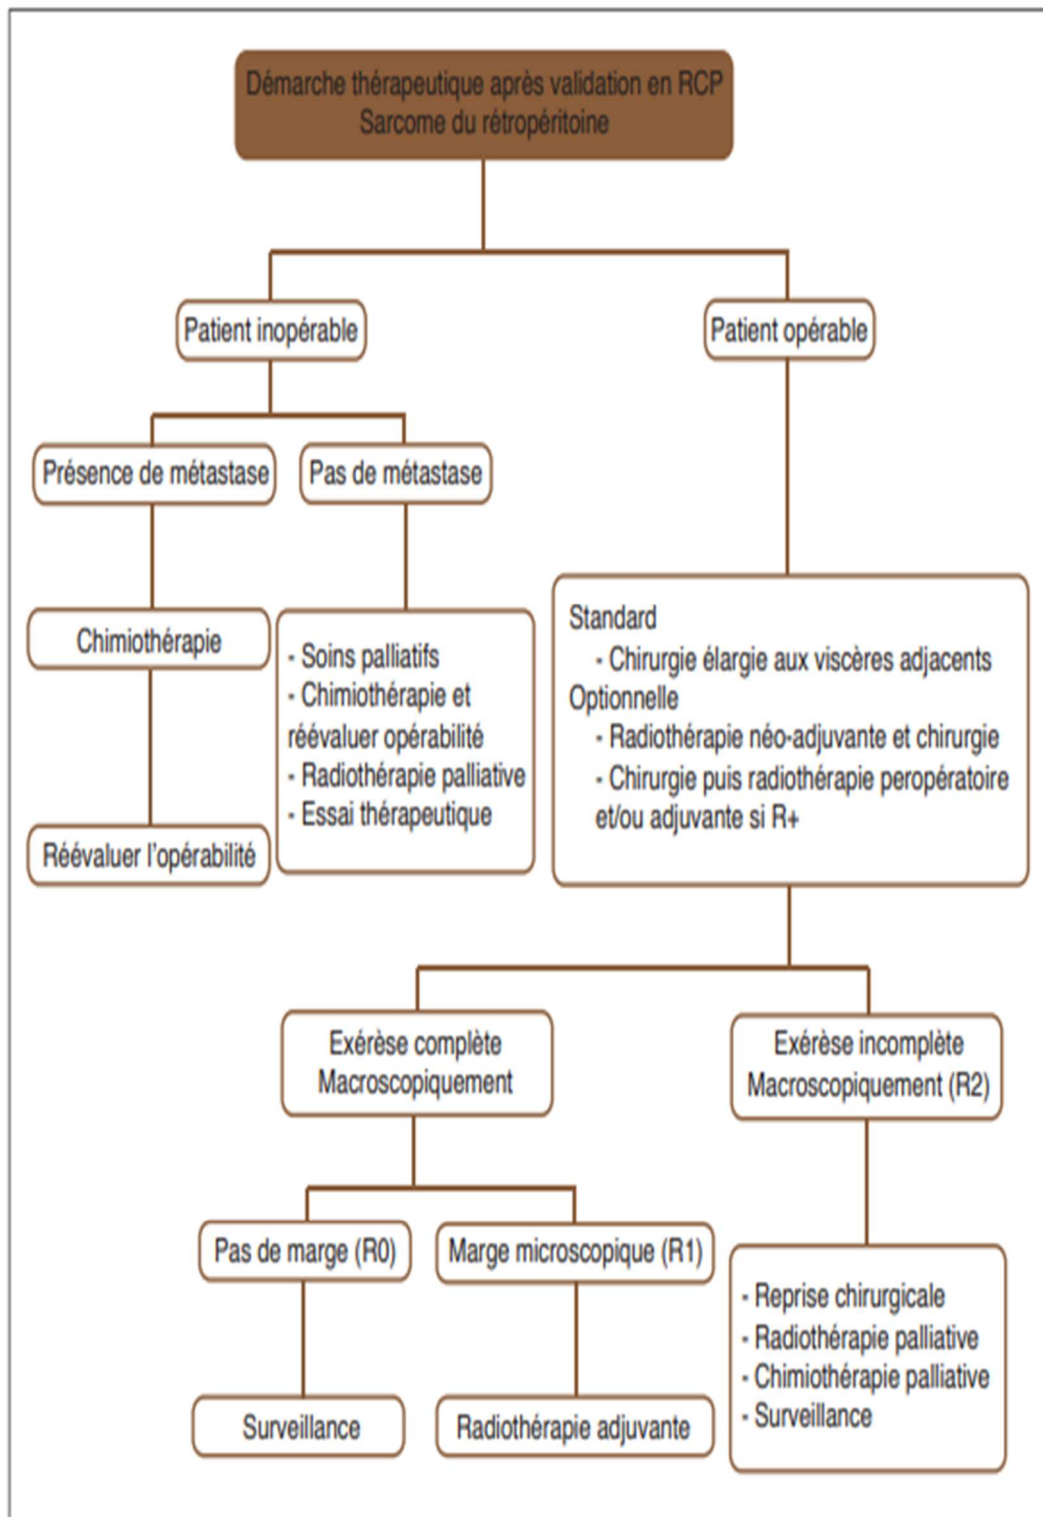 Démarche thérapeutique après validation en RCP
Sarcome du rétropéritoine
Patient inopérable
Patient opérable
Présence de métastase
Pas de métastase
Chimiothérapie
- Soins palliatifs
- Chimiothérapie et
réévaluer opérabilité
- Radiothérapie palliative
- Essai thérapeutique
Réévaluer l'opérabilité
Standard
- Chirurgie élargie aux viscères adjacents
Optionnelle
- Radiothérapie néo-adjuvante et chirurgie
- Chirurgie puis radiothérapie peropératoire
et/ou adjuvante si R+
Exérèse complète
Macroscopiquement
Exérèse incomplète
Macroscopiquement (R2)
Pas de marge (R0)
Marge microscopique (R1)
Surveillance
Radiothérapie adjuvante
- Reprise chirurgicale
- Radiothérapie palliative
- Chimiothérapie palliative
- Surveillance